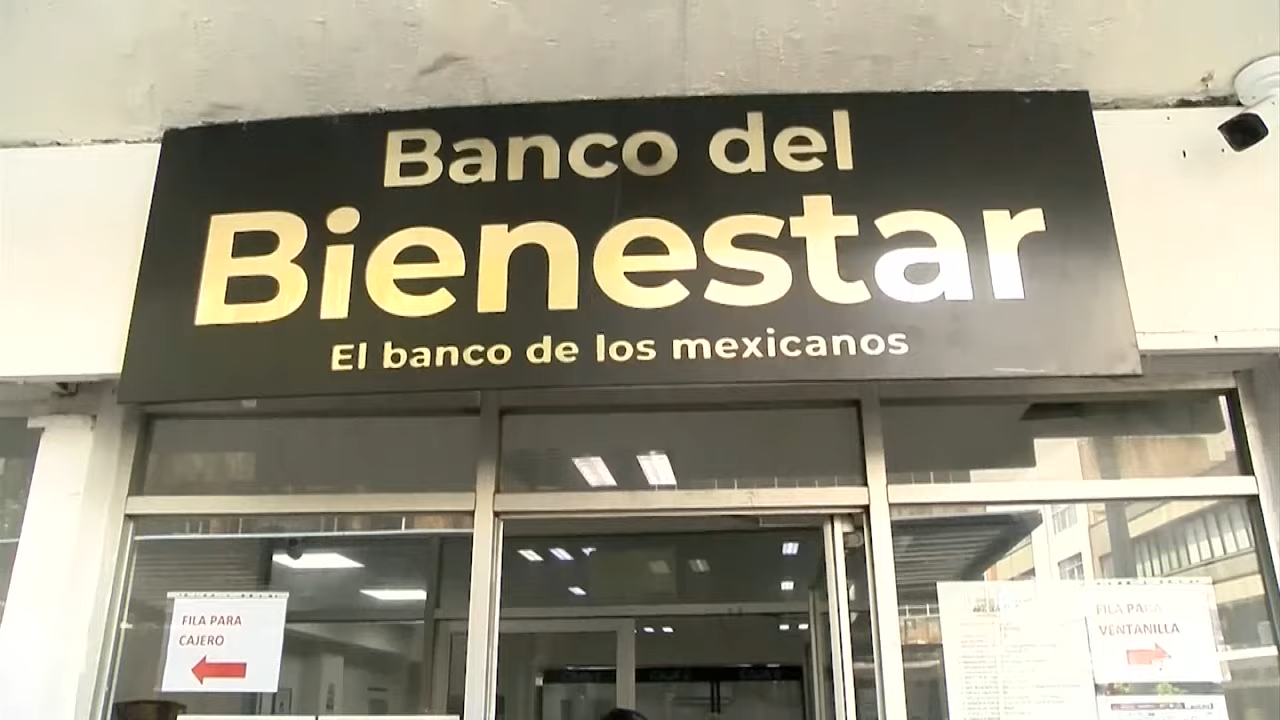 Banco del
Bienestar
El banco de los mexicanos
FILA PARA
CAJERO
FILA PARA
VENTANILLA